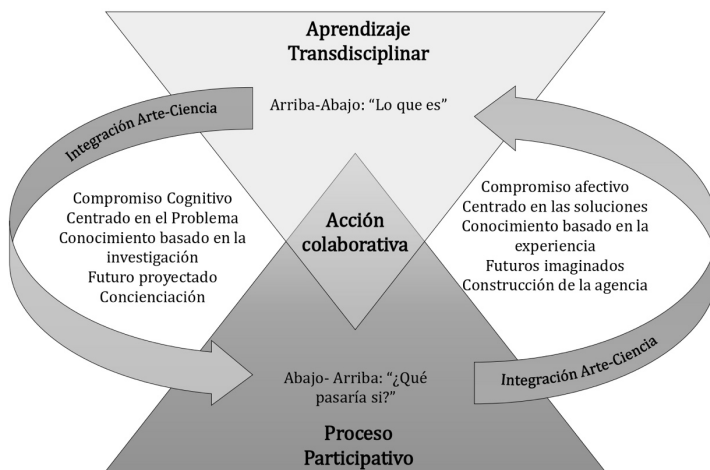 Aprendizaje
Transdisciplinar
Arriba-Abajo: “Lo que es”
Integración Arte-Ciencia
Compromiso Cognitivo
Centrado en el Problema
Conocimiento basado en la
investigación
Futuro proyectado
Concienciación
Acción
colaborativa
Compromiso afectivo
Centrado en las soluciones
Conocimiento basado en la
experiencia
Futuros imaginados
Construcción de la agencia
Abajo- Arriba: “¿Qué
pasaría si?”
Integración Arte-Ciencia
Proceso
Participativo